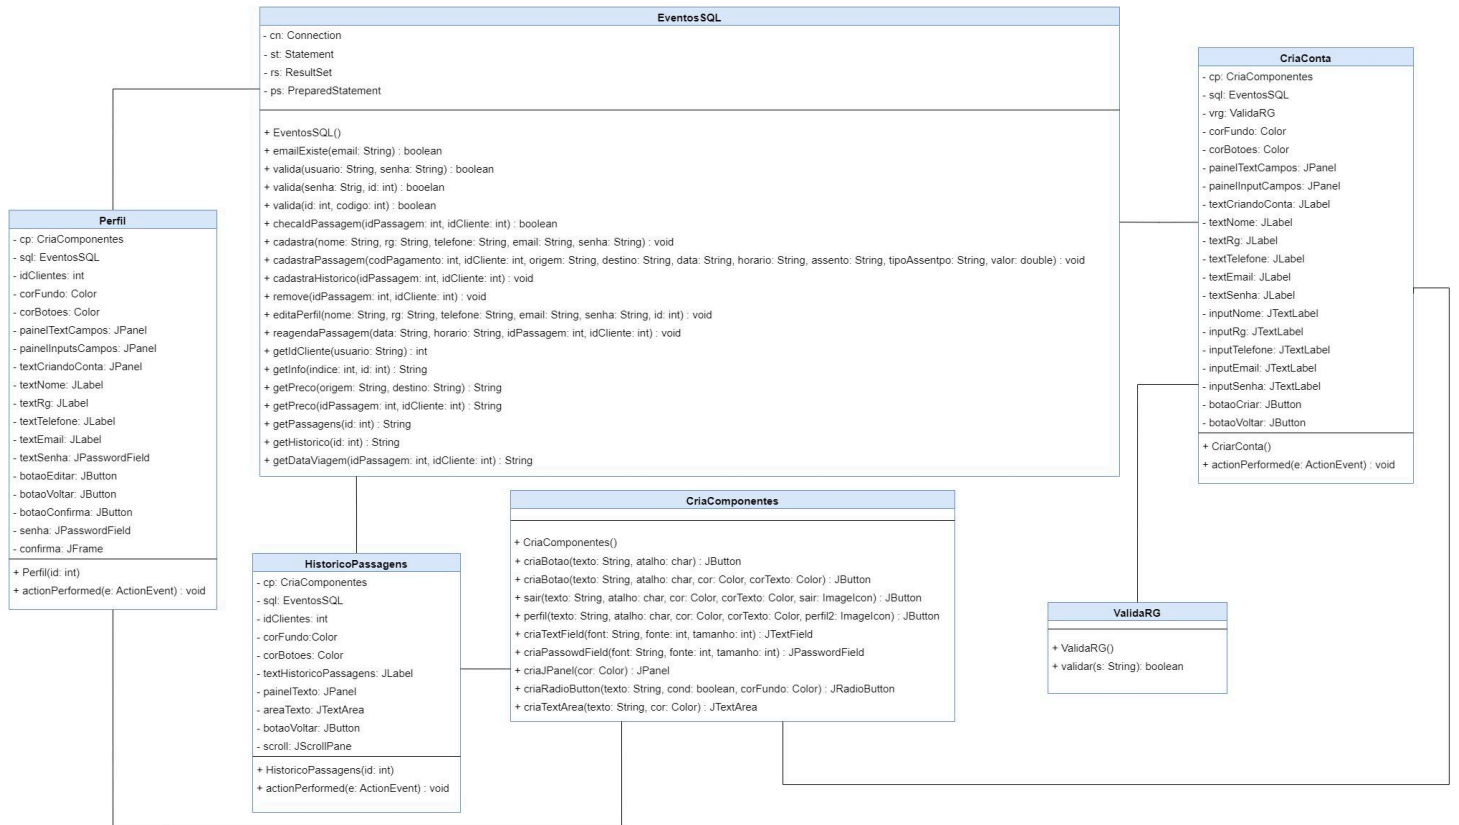 EventosSQL
- cn: Connection
- st: Statement
- rs: ResultSet
- ps: PreparedStatement
+ EventosSQL()
+ emailExiste(email: String) : boolean
+ valida(usuario: String, senha: String) : boolean
+ valida(senha: Strig, id: int) : booelan
+ valida(id: int, codigo: int) : boolean
+ checaIdPassagem(idPassagem: int, idCliente: int) : boolean
+ cadastra(nome: String, rg: String, telefone: String, email: String, senha: String) : void
+ cadastraPassagem(codPagamento: int, idCliente: int, origem: String, destino: String, data: String, horario: String, assento: String, tipoAssentpo: String, valor: double) : void
+ cadastraHistorico(idPassagem: int, idCliente: int) : void
+ remove(idPassagem: int, idCliente: int) : void
+ editaPerfil(nome: String, rg: String, telefone: String, email: String, senha: String, id: int) : void
+ reagendaPassagem(data: String, horario: String, idPassagem: int, idCliente: int) : void
+ getIdCliente(usuario: String) : int
+ getInfo(indice: int, id: int) : String
+ getPreco(origem: String, destino: String) : String
+ getPreco(idPassagem: int, idCliente: int) : String
+ getPassagens(id: int) : String
+ getHistorico(id: int) : String
+ getDataViagem(idPassagem: int, idCliente: int) : String
CriaConta
- cp: CriaComponentes
- sql: EventosSQL
- vrg: ValidaRG
- corFundo: Color
- corBotoes: Color
- painelTextCampos: JPanel
- painelInputCampos: JPanel
- textCriandoConta: JLabel
- textNome: JLabel
- textRg: JLabel
- textTelefone: JLabel
- textEmail: JLabel
- textSenha: JLabel
- inputNome: JTextLabel
- inputRg: JTextLabel
- inputTelefone: JTextLabel
- inputEmail: JTextLabel
- inputSenha: JTextLabel
- botaoCriar: JButton
- botaoVoltar: JButton
+ CriarConta()
+ actionPerformed(e: ActionEvent) : void
Perfil
- cp: CriaComponentes
- sql: EventosSQL
- idClientes: int
- corFundo: Color
- corBotoes: Color
- painelTextCampos: JPanel
- painelInputsCampos: JPanel
- textCriandoConta: JPanel
- textNome: JLabel
- textRg: JLabel
- textTelefone: JLabel
- textEmail: JLabel
- textSenha: JPasswordField
- botaoEditar: JButton
- botaoVoltar: JButton
- botaoConfirma: JButton
- senha: JPasswordField
- confirma: JFrame
+ Perfil(id: int)
+ actionPerformed(e: ActionEvent) : void
HistoricoPassagens
- cp: CriaComponentes
- sql: EventosSQL
- idClientes: int
- corFundo:Color
- corBotoes: Color
- textHistoricoPassagens: JLabel
- painelTexto: JPanel
- areaTexto: JTextArea
- botaoVoltar: JButton
- scroll: JScrollPane
+ HistoricoPassagens(id: int)
+ actionPerformed(e: ActionEvent) : void
CriaComponentes
+ CriaComponentes()
+ criaBotao(texto: String, atalho: char) : JButton
+ criaBotao(texto: String, atalho: char, cor: Color, corTexto: Color) : JButton
+ sair(texto: String, atalho: char, cor: Color, corTexto: Color, sair: ImageIcon) : JButton
+ perfil(texto: String, atalho: char, cor: Color, corTexto: Color, perfil2: ImageIcon) : JButton
+ criaTextField(font: String, fonte: int, tamanho: int) : JTextField
+ criaPassowdField(font: String, fonte: int, tamanho: int) : JPasswordField
+ criaJPanel(cor: Color) : JPanel
+ criaRadioButton(texto: String, cond: boolean, corFundo: Color) : JRadioButton
+ criaTextArea(texto: String, cor: Color) : JTextArea
ValidaRG
+ ValidaRG()
+ validar(s: String): boolean